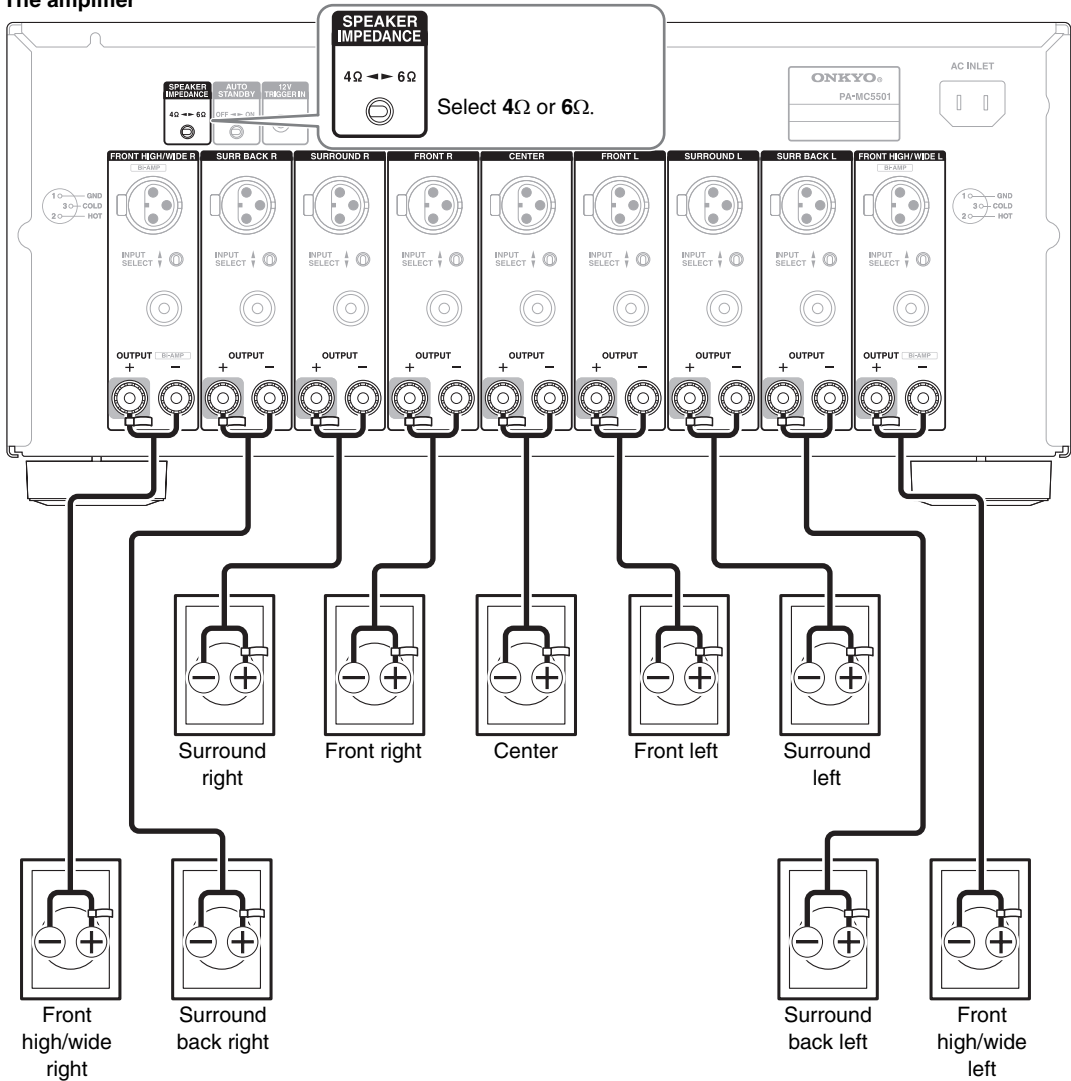 The amplifier
SPEAKER
IMPEDANCE
4Ω ◄► 6Ω
Select 4Ω or 6Ω.
SPEAKER
IMPEDANCE
4Ω ◄► 6Ω
AUTO
STANDBY
OFF ◄► ON
12V
TRIGGER IN
ONKYO®
PA-MC5501
AC INLET
FRONT HIGH/WIDE R
SURR BACK R
SURROUND R
FRONT R
CENTER
FRONT L
SURROUND L
SURR BACK L
FRONT HIGH/WIDE L
BI-AMP
BI-AMP
1 GND
3 COLD
2 HOT
1 GND
3 COLD
2 HOT
INPUT
SELECT
INPUT
SELECT
INPUT
SELECT
INPUT
SELECT
INPUT
SELECT
INPUT
SELECT
INPUT
SELECT
INPUT
SELECT
INPUT
SELECT
OUTPUT BI-AMP
OUTPUT
OUTPUT
OUTPUT
OUTPUT
OUTPUT
OUTPUT
OUTPUT
OUTPUT BI-AMP
+ − + − + − + − + − + − + − + − + −
− + − + − + − + − +
Surround
right
Front right
Center
Front left
Surround
left
− + − + − + − +
Front
high/wide
right
Surround
back right
Surround
back left
Front
high/wide
left